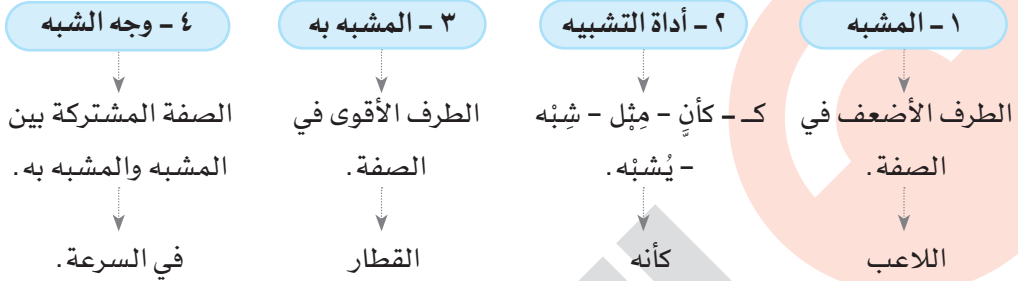 ١ - المشبه
٢ - أداة التشبيه
٣ - المشبه به
٤ - وجه الشبه
الطرف الأضعف في
الصفة.
كـ - كأنَّ - مِثْل - شِبْه
- يُشبْه.
الطرف الأقوى في
الصفة.
الصفة المشتركة بين
المشبه والمشبه به.
اللاعب
كأنه
القطار
في السرعة.